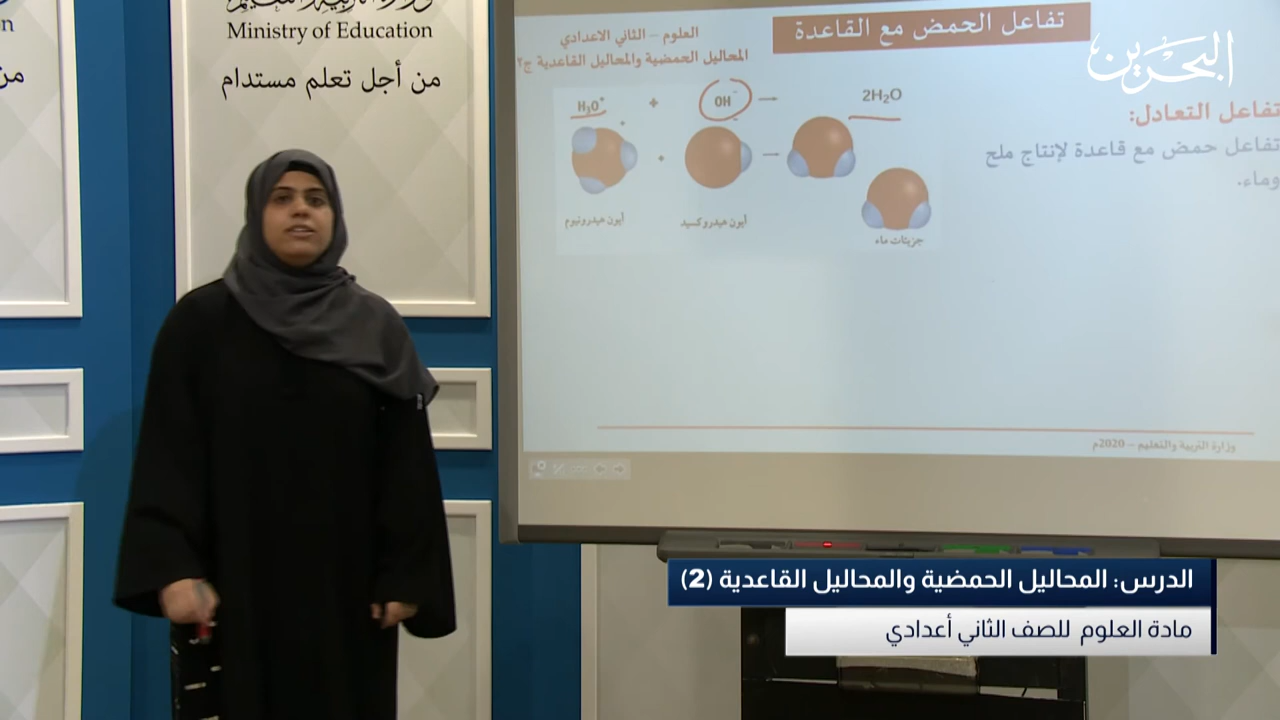 Ministry of Education
من أجل تعلم مستدام
تفاعل الحمض مع القاعدة
العلوم – الثاني الاعدادي
المحاليل الحمضية والمحاليل القاعدية ج٢
البحرين
H₃O⁺ + OH⁻ → 2H₂O
تفاعل التعادل:
تفاعل حمض مع قاعدة لإنتاج ملح
وماء.
+ →
أيون هيدرونيوم
أيون هيدروكسيد
جزيئات ماء
وزارة التربية والتعليم – 2020م
الدرس: المحاليل الحمضية والمحاليل القاعدية (2)
مادة العلوم للصف الثاني أعدادي